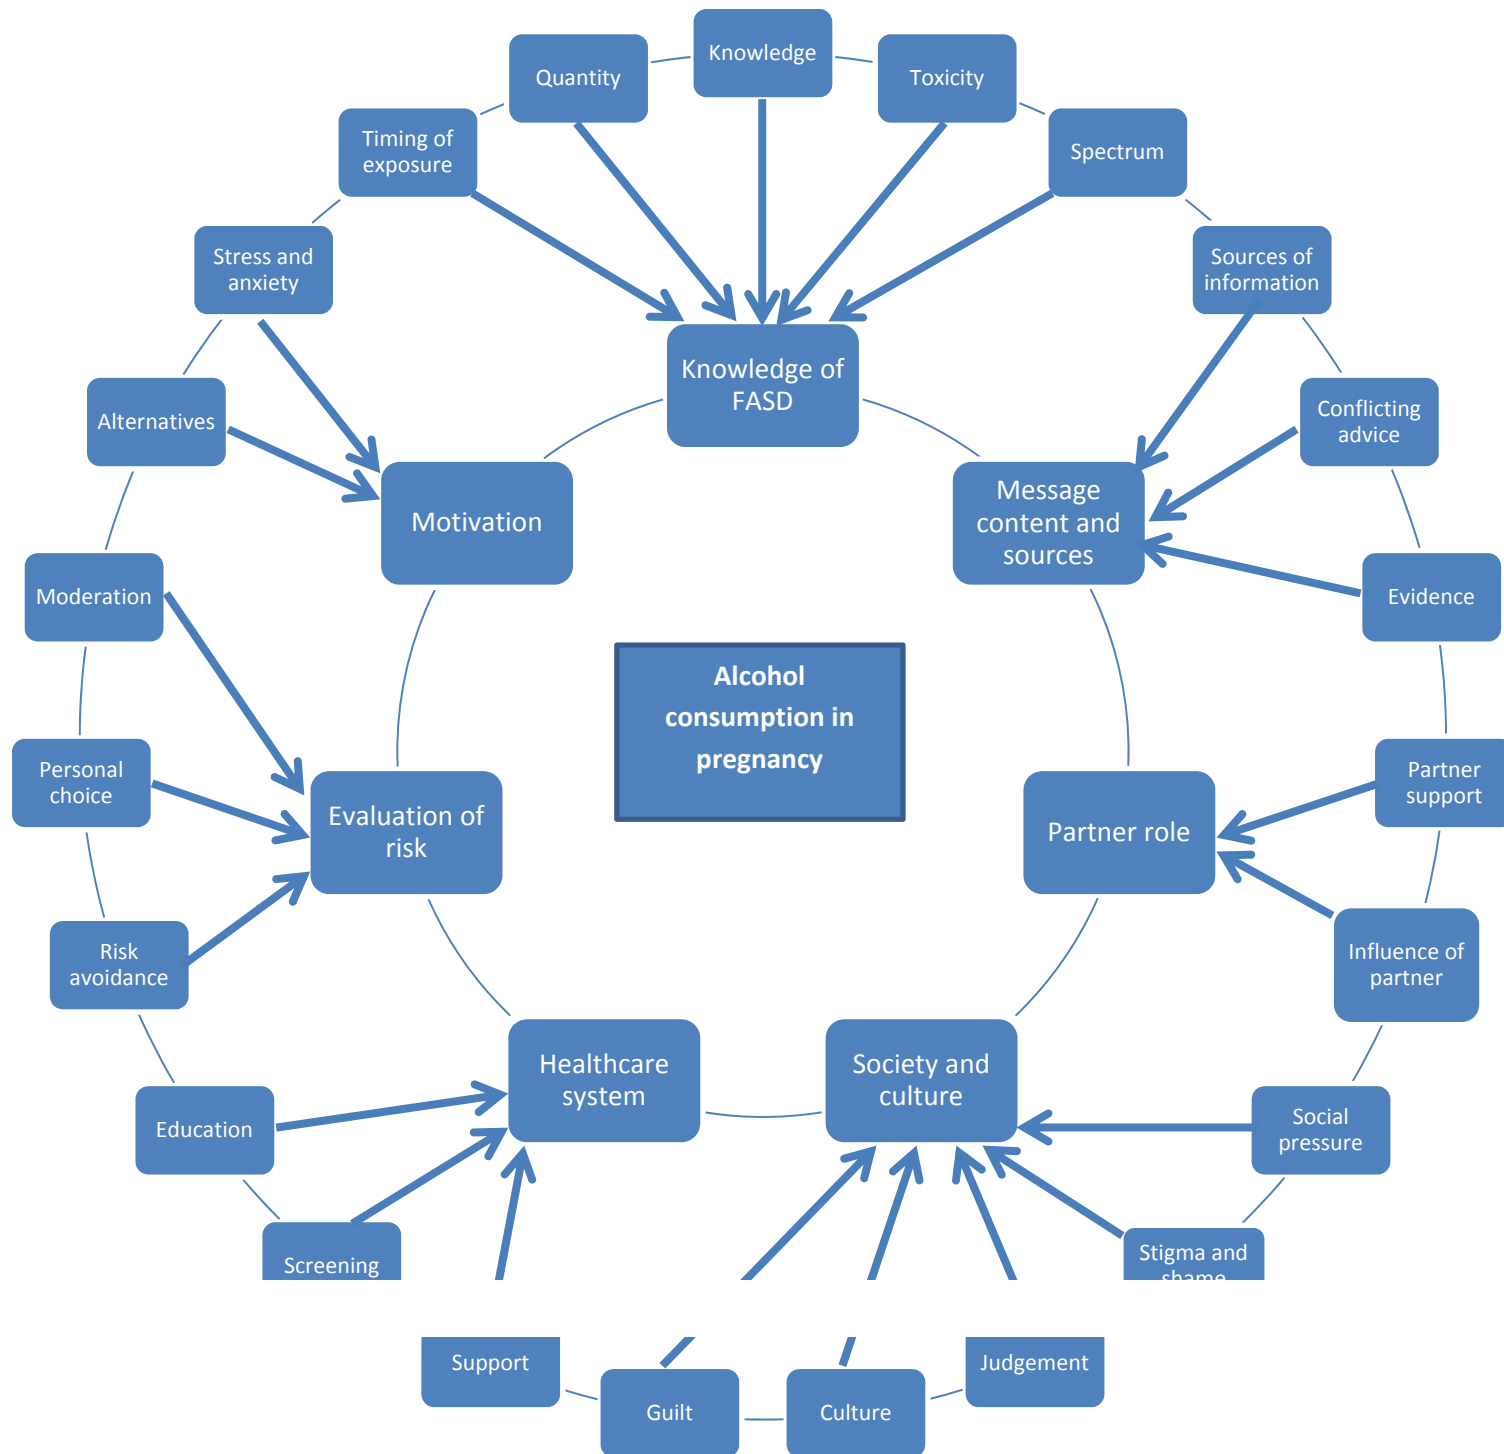 Knowledge
Quantity
Toxicity
Timing of
exposure
Spectrum
Stress and
anxiety
Sources of
information
Knowledge of
FASD
Alternatives
Conflicting
advice
Motivation
Message
content and
sources
Moderation
Evidence
Alcohol
consumption in
pregnancy
Personal
choice
Partner
support
Evaluation of
risk
Partner role
Risk
avoidance
Influence of
partner
Healthcare
system
Society and
culture
Education
Social
pressure
Screening
Stigma and
shame
Support
Judgement
Guilt
Culture